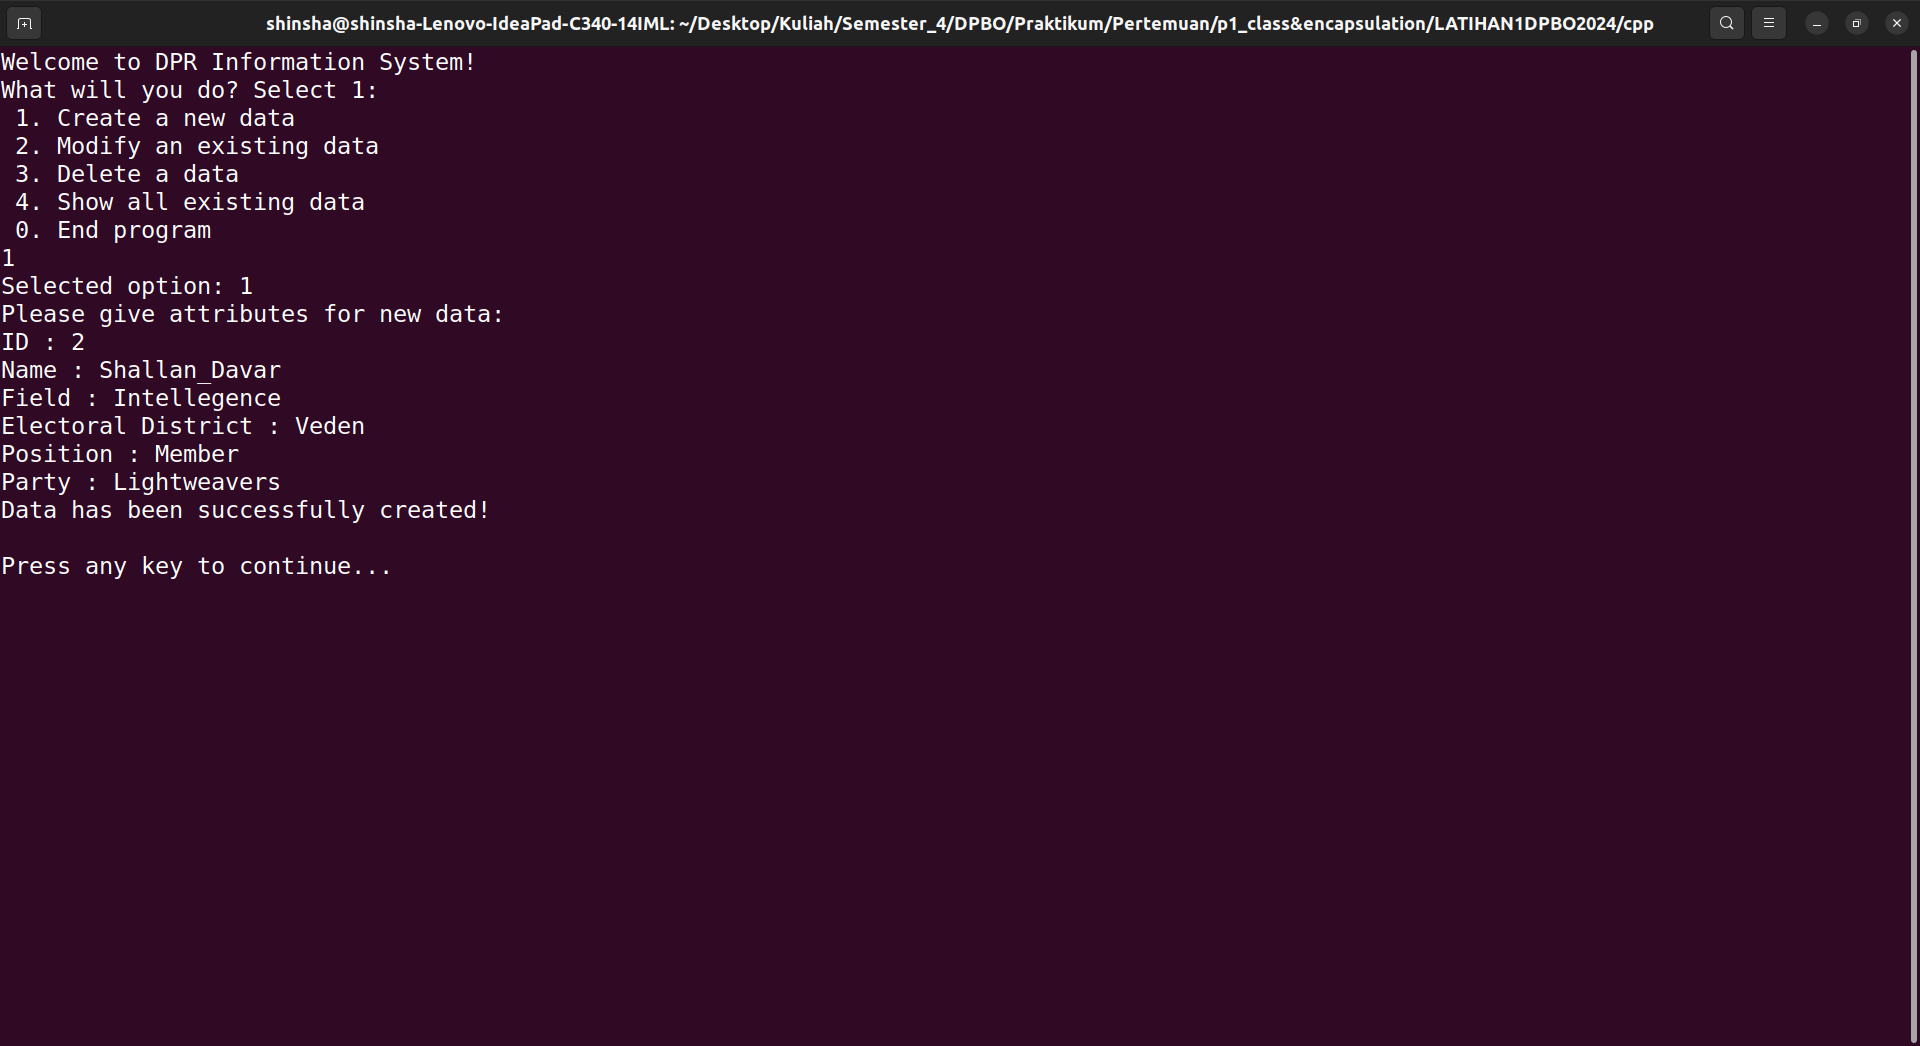 shinsha@shinsha-Lenovo-IdeaPad-C340-14IML: ~/Desktop/Kuliah/Semester_4/DPBO/Praktikum/Pertemuan/p1_class&encapsulation/LATIHAN1DPBO2024/cpp
Welcome to DPR Information System!
What will you do? Select 1:
 1. Create a new data
 2. Modify an existing data
 3. Delete a data
 4. Show all existing data
 0. End program
1
Selected option: 1
Please give attributes for new data:
ID : 2
Name : Shallan_Davar
Field : Intellegence
Electoral District : Veden
Position : Member
Party : Lightweavers
Data has been successfully created!

Press any key to continue...